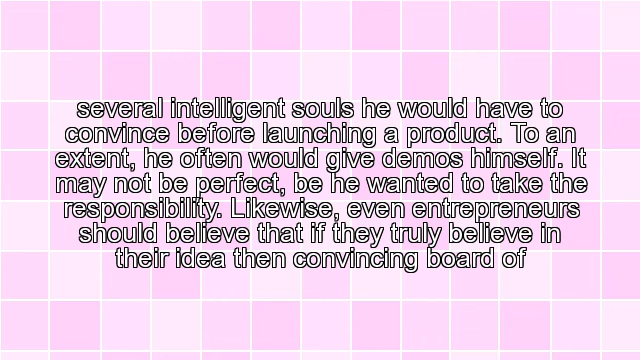 several intelligent souls he would have to
convince before launching a product. To an
extent, he often would give demos himself. It
may not be perfect, be he wanted to take the
responsibility. Likewise, even entrepreneurs
should believe that if they truly believe in
their idea then convincing board of